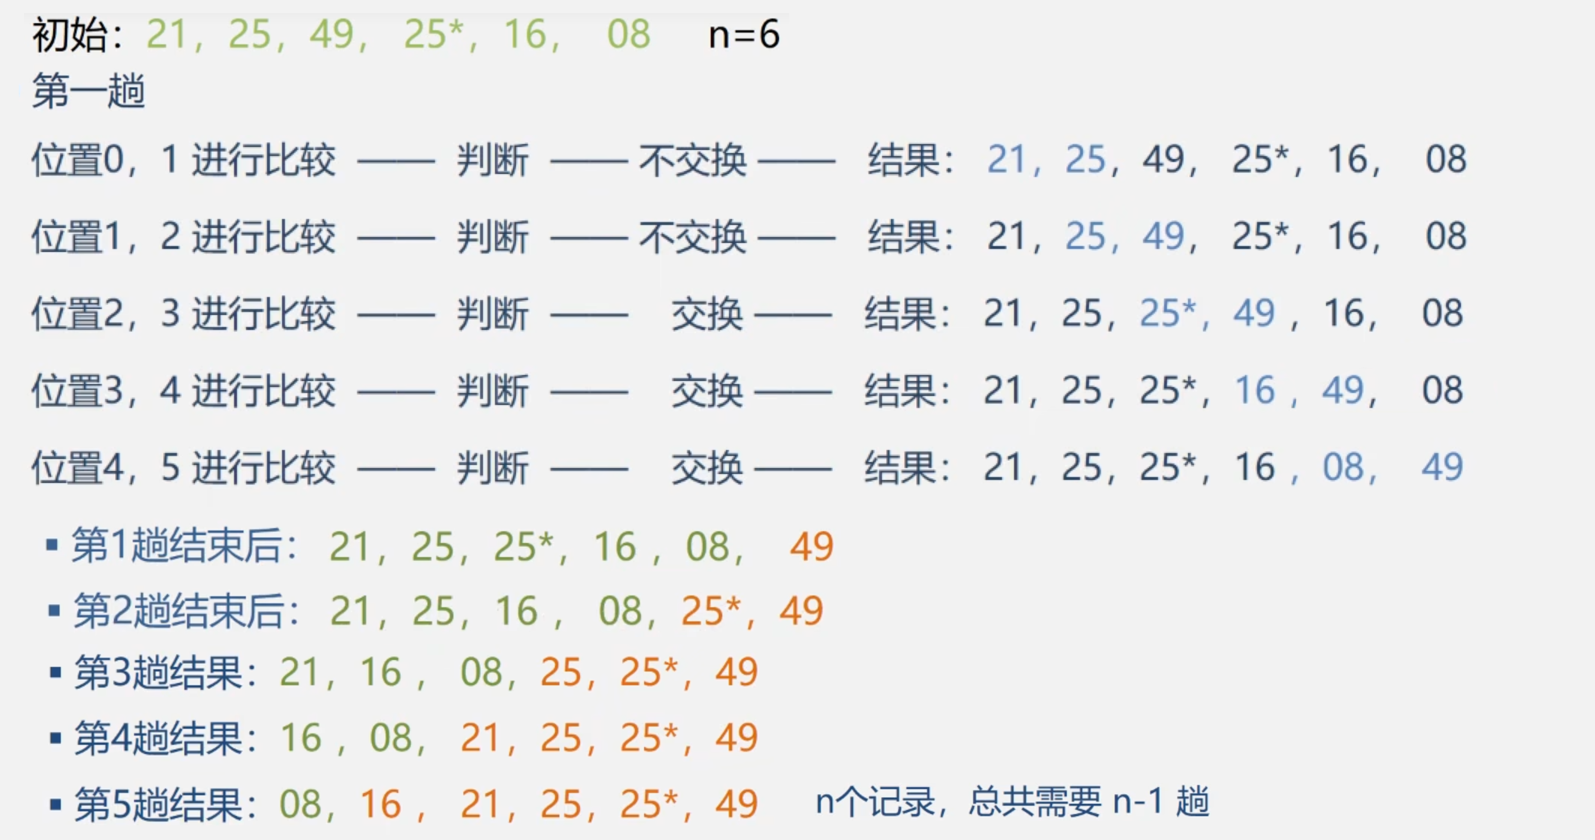 初始：21, 25, 49, 25*, 16, 08 n=6
第一趟
位置0，1 进行比较 —— 判断 —— 不交换 —— 结果： 21, 25, 49, 25*, 16, 08
位置1，2 进行比较 —— 判断 —— 不交换 —— 结果： 21, 25, 49, 25*, 16, 08
位置2，3 进行比较 —— 判断 —— 交换 —— 结果： 21, 25, 25*, 49 , 16, 08
位置3，4 进行比较 —— 判断 —— 交换 —— 结果： 21, 25, 25*, 16 , 49, 08
位置4，5 进行比较 —— 判断 —— 交换 —— 结果： 21, 25, 25*, 16 , 08, 49
▪ 第1趟结束后： 21, 25, 25*, 16 , 08, 49
▪ 第2趟结束后： 21, 25, 16 , 08, 25*, 49
▪ 第3趟结果：21, 16 , 08, 25, 25*, 49
▪ 第4趟结果：16 , 08, 21, 25, 25*, 49
▪ 第5趟结果：08, 16 , 21, 25, 25*, 49 n个记录，总共需要 n-1 趟